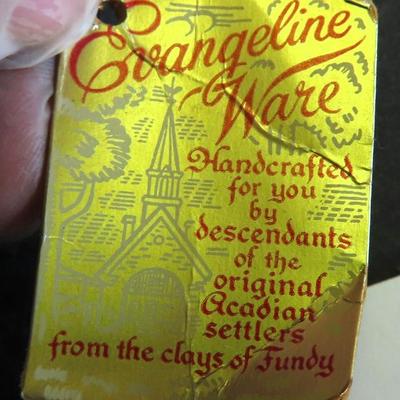 Evangeline
Ware
Handcrafted
for you
by
descendants
of the
original
Acadian
settlers
from the clays of Fundy